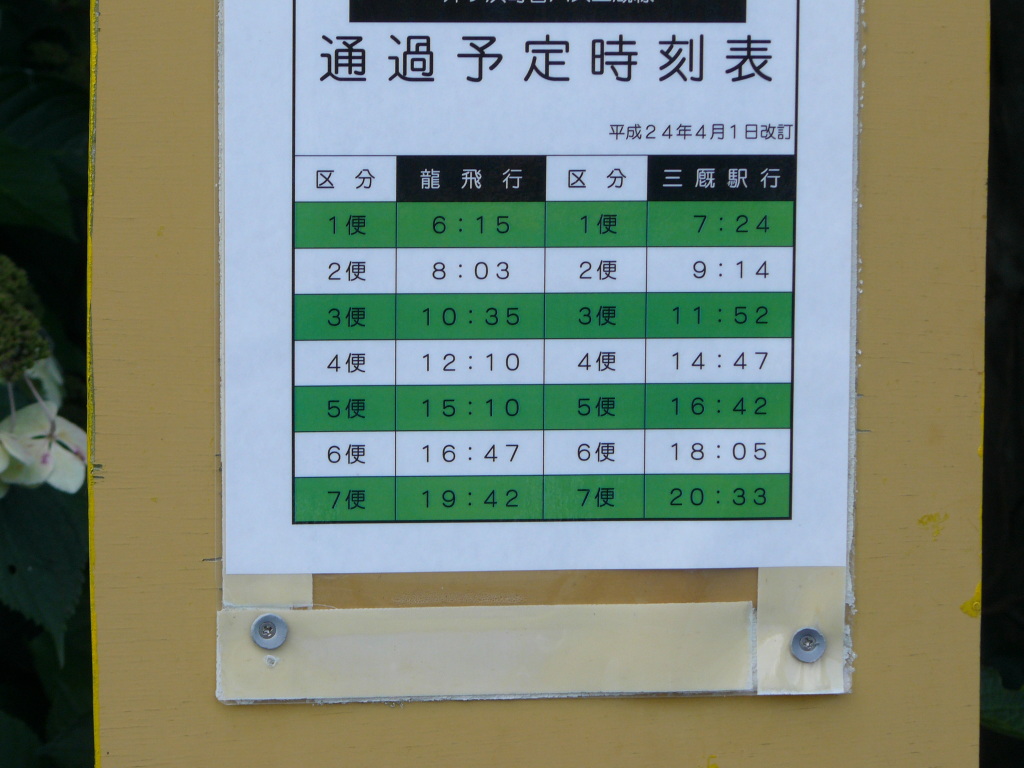 通過予定時刻表
平成24年4月1日改訂
区分 龍飛行 区分 三厩駅行
1便 6:15 1便 7:24
2便 8:03 2便 9:14
3便 10:35 3便 11:52
4便 12:10 4便 14:47
5便 15:10 5便 16:42
6便 16:47 6便 18:05
7便 19:42 7便 20:33